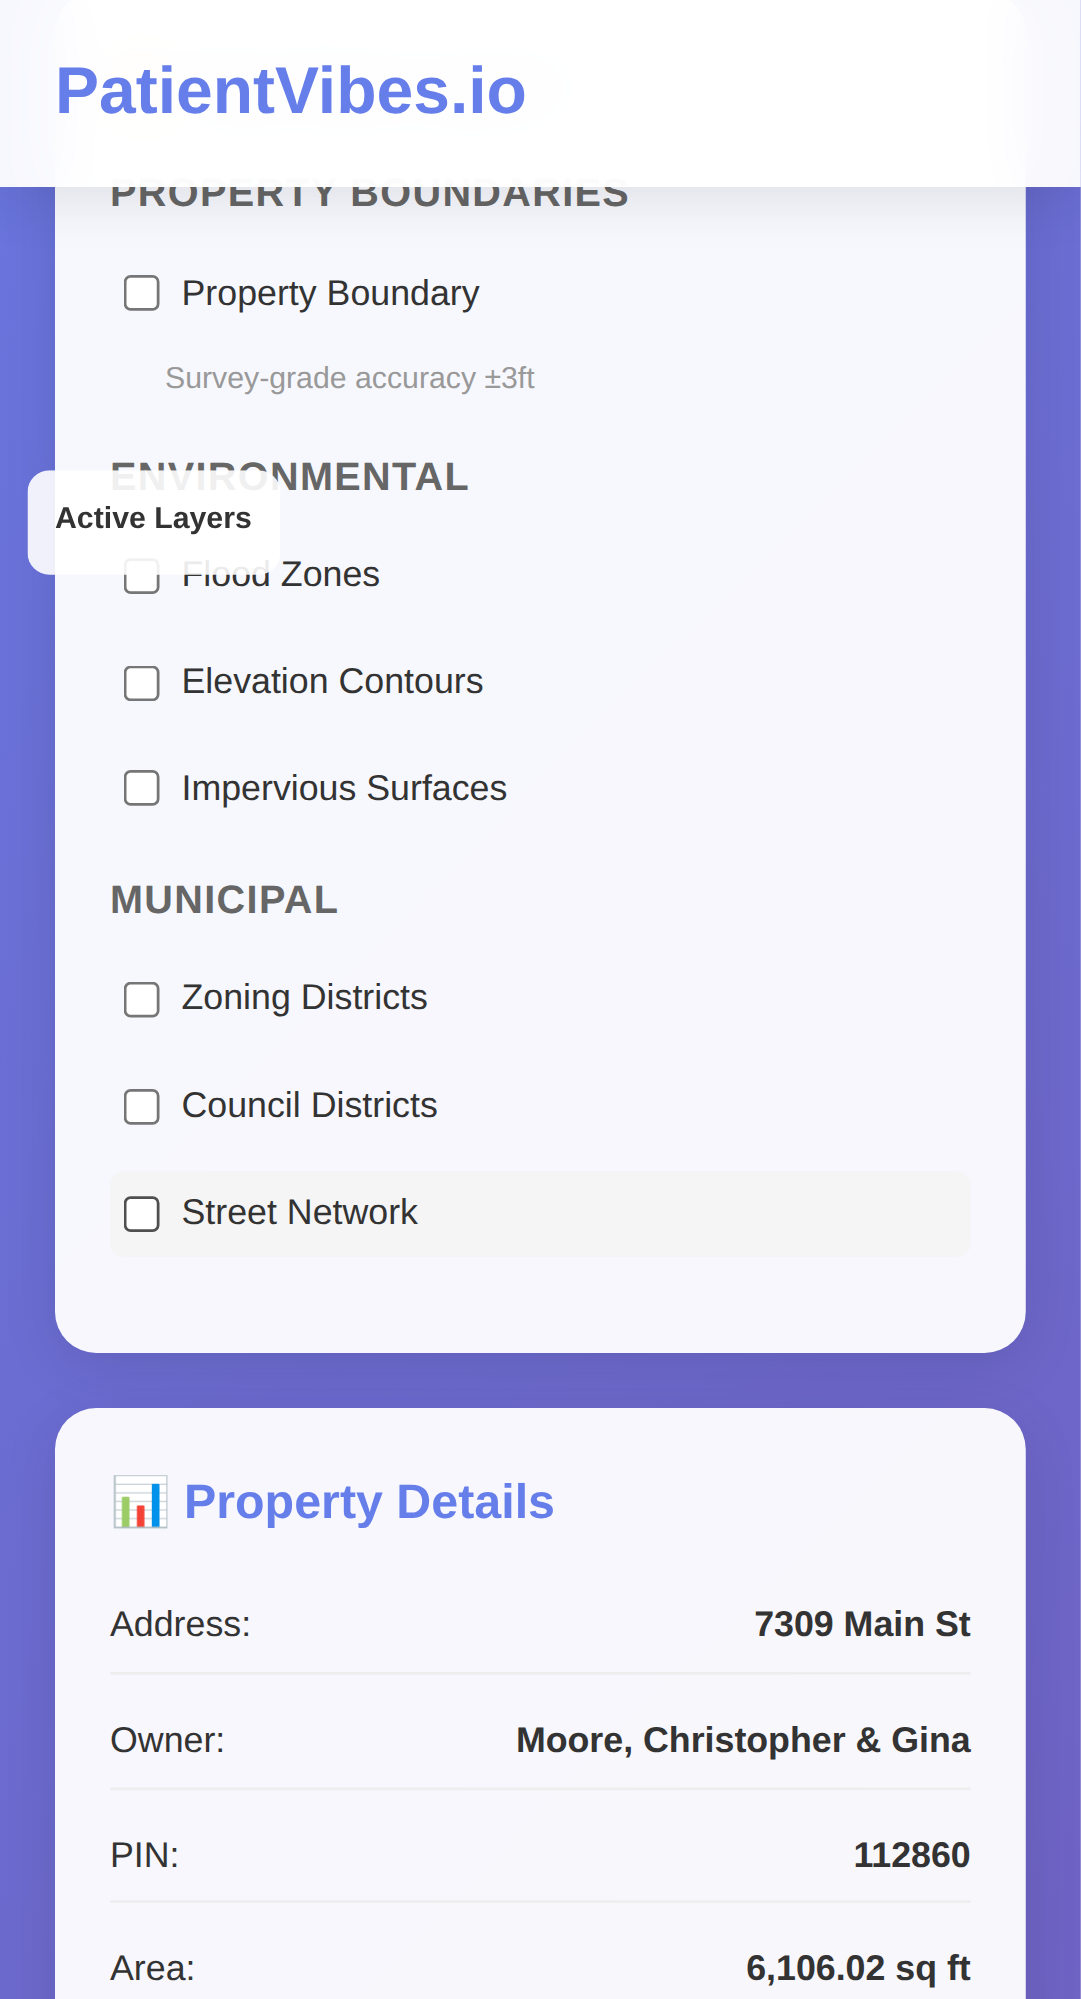 PatientVibes.io
PROPERTY BOUNDARIES
Property Boundary
Survey-grade accuracy ±3ft
ENVIRONMENTAL
Active Layers
Flood Zones
Elevation Contours
Impervious Surfaces
MUNICIPAL
Zoning Districts
Council Districts
Street Network
Property Details
Address: 7309 Main St
Owner: Moore, Christopher & Gina
PIN: 112860
Area: 6,106.02 sq ft